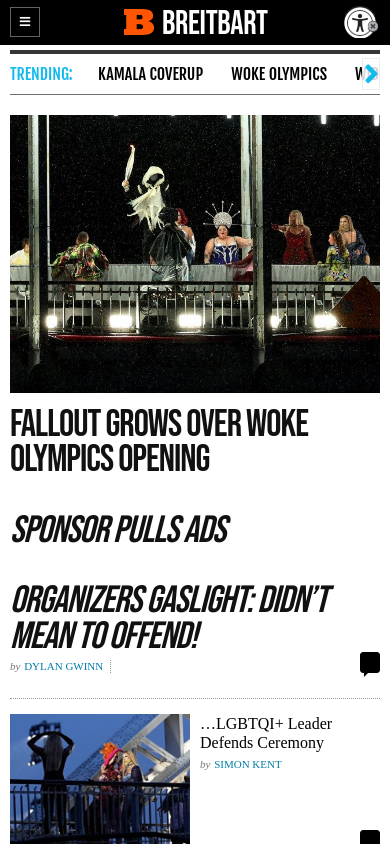 B BREITBART
TRENDING: KAMALA COVERUP WOKE OLYMPICS
FALLOUT GROWS OVER WOKE
OLYMPICS OPENING
SPONSOR PULLS ADS
ORGANIZERS GASLIGHT: DIDN’T
MEAN TO OFFEND!
by DYLAN GWINN
…LGBTQI+ Leader
Defends Ceremony
by SIMON KENT